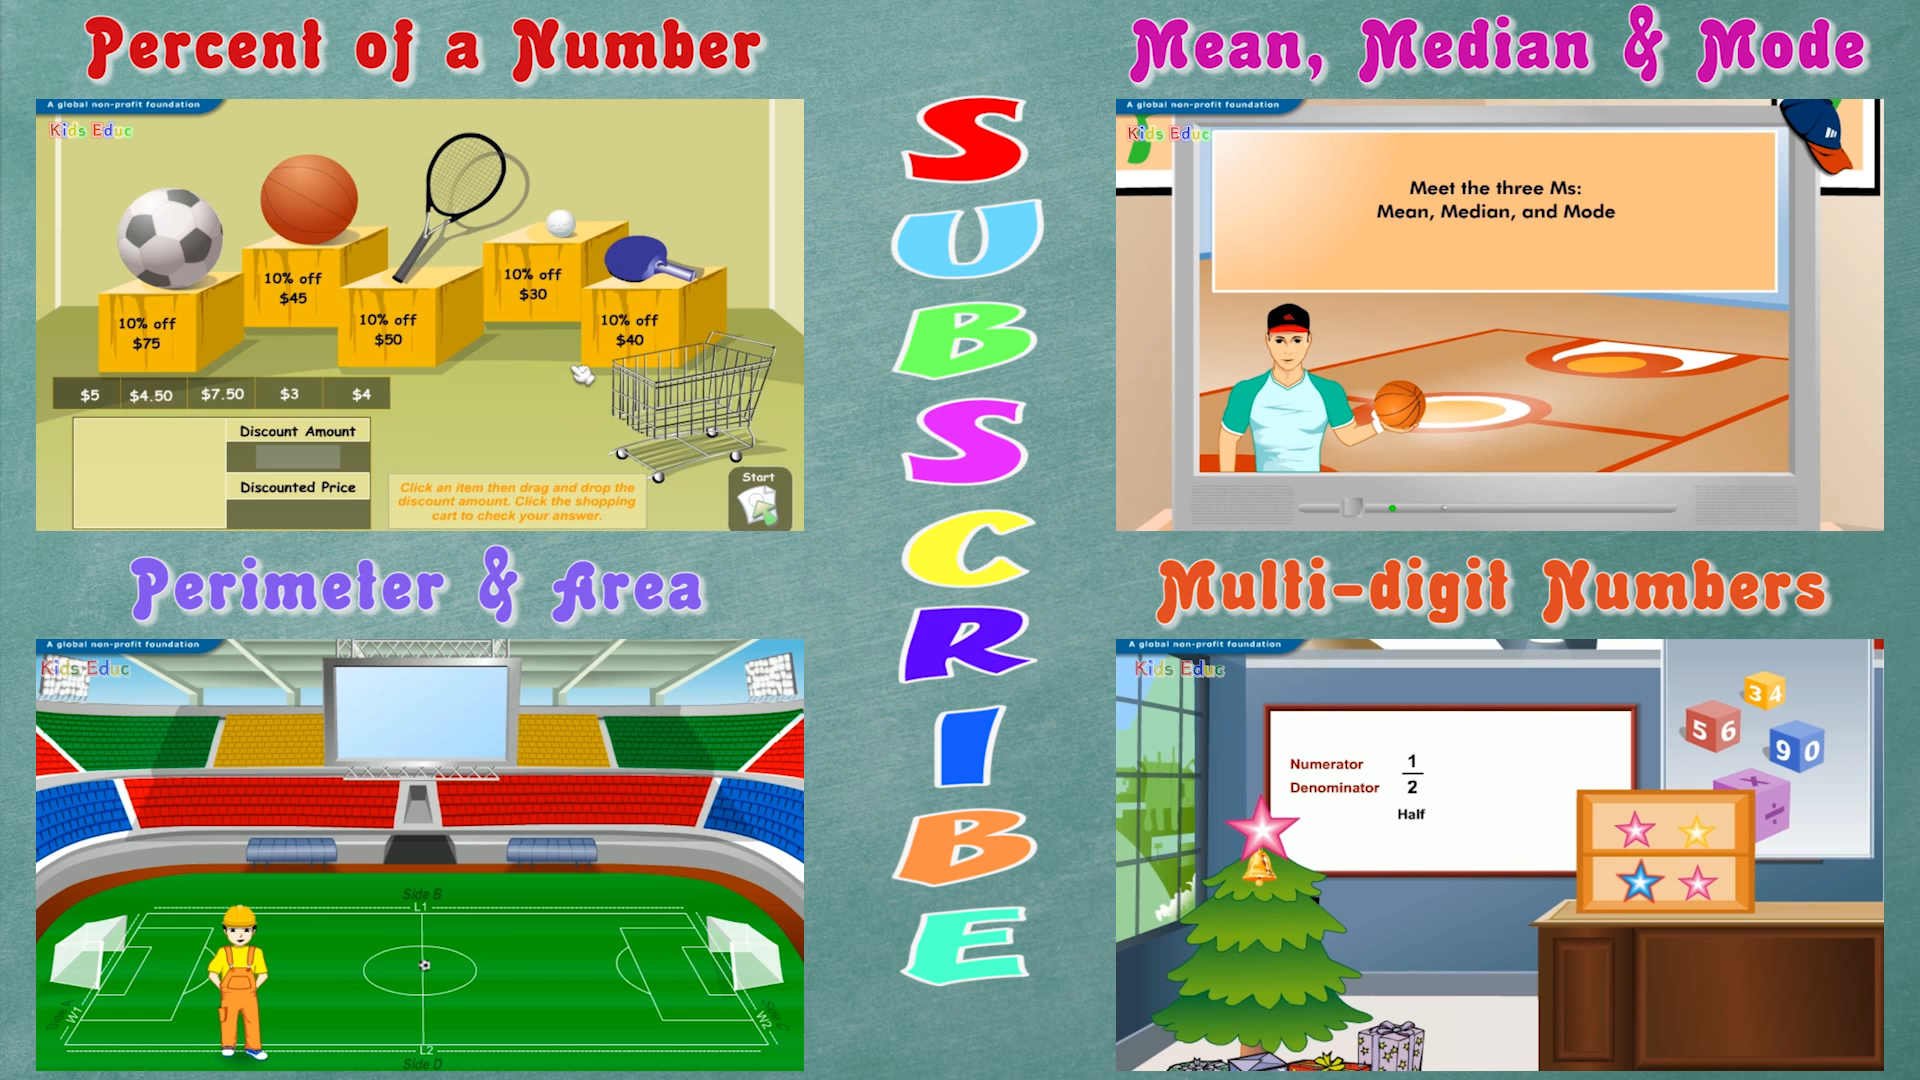 Percent of a Number
A global non-profit foundation
Kids Educ
10% off
$75
10% off
$45
10% off
$50
10% off
$30
10% off
$40
$5 $4.50 $7.50 $3 $4
Discount Amount
Discounted Price
Click an item then drag and drop the
discount amount. Click the shopping
cart to check your answer.
Start
SUBSCRIBE
Mean, Median & Mode
A global non-profit foundation
Kids Educ
Meet the three Ms:
Mean, Median, and Mode
Perimeter & Area
A global non-profit foundation
Kids Educ
Side B
L1
W1
W2
Side C
L2
Side D
Multi-digit Numbers
A global non-profit foundation
Kids Educ
Numerator 1
Denominator 2
Half
3 4
5 6
9 0
× ÷